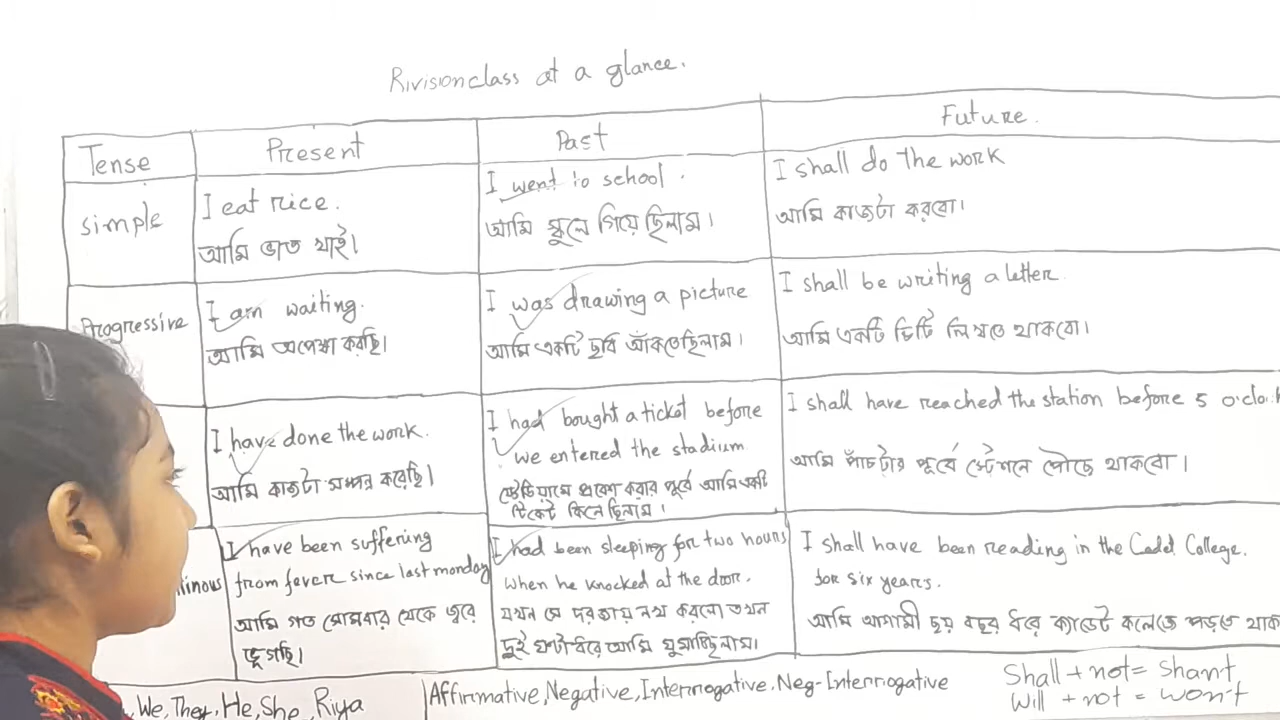 Rivision class at a glance.
Tense
Present
Past
Future.
simple
I eat rice.
আমি ভাত খাই।
I went to school.
আমি স্কুলে গিয়ে ছিলাম।
I shall do the work
আমি কাজটা করবো।
Progressive
I am waiting.
আমি অপেক্ষা করছি।
I was drawing a picture
আমি একটি ছবি আঁকতেছিলাম।
I shall be writing a letter.
আমি একটি চিটি লিখতে থাকবো।
I have done the work.
আমি কাজটা সম্পন্ন করেছি।
I had bought a ticket before
we entered the stadium.
স্টেডিয়ামে প্রবেশ করার পূর্বে আমি একটি
টিকেট কিনে ছিলাম।
I shall have reached the station before 5 o'cloc
আমি পাঁচটার পূর্বে স্টেশনে পৌছে থাকবো।
inous
I have been suffering
from fever since last monday
আমি গত সোমবার থেকে জ্বরে
ভুগছি।
I had been sleeping for two hours
when he knocked at the door.
যখন সে দরজায় নখ করলো তখন
দুই ঘন্টা ধরে আমি ঘুমাচ্ছিলাম।
I shall have been reading in the Cadet College.
for six years.
আমি আগামী ছয় বছর ধরে ক্যাডেট কলেজে পড়তে থাক
, We, They, He, She, Riya
Affirmative, Negative, Interrogative, Neg-Interrogative
Shall + not = Shan't
Will + not = won't